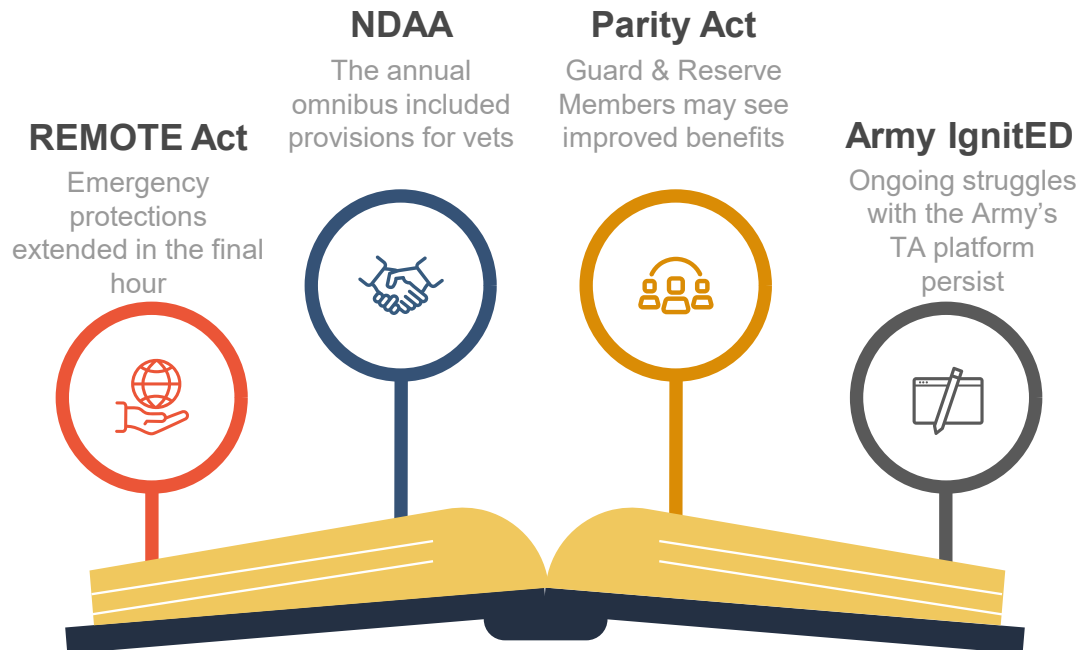 REMOTE Act
Emergency
protections
extended in the final
hour
NDAA
The annual
omnibus included
provisions for vets
Parity Act
Guard & Reserve
Members may see
improved benefits
Army IgnitED
Ongoing struggles
with the Army’s
TA platform
persist